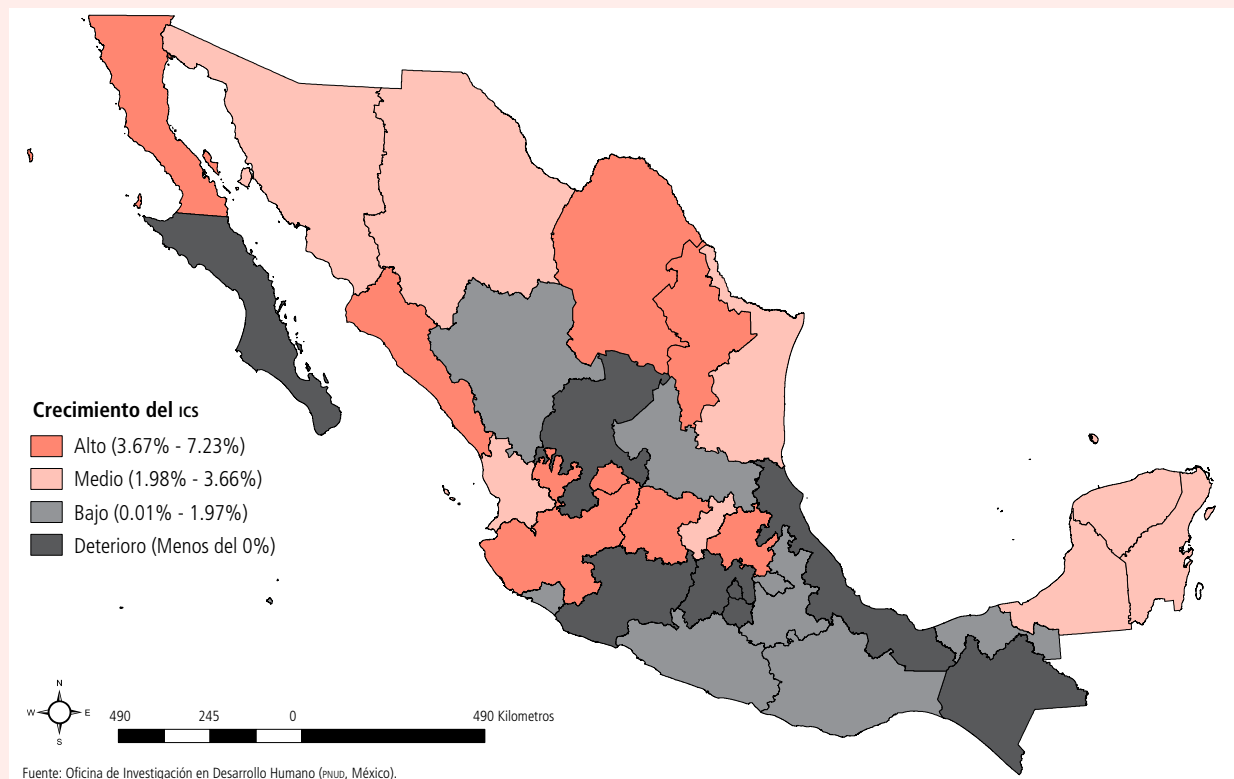 Crecimiento del ICS
Alto (3.67% - 7.23%)
Medio (1.98% - 3.66%)
Bajo (0.01% - 1.97%)
Deterioro (Menos del 0%)
N
W E
S
490 245 0 490 Kilometros
Fuente: Oficina de Investigación en Desarrollo Humano (PNUD, México).